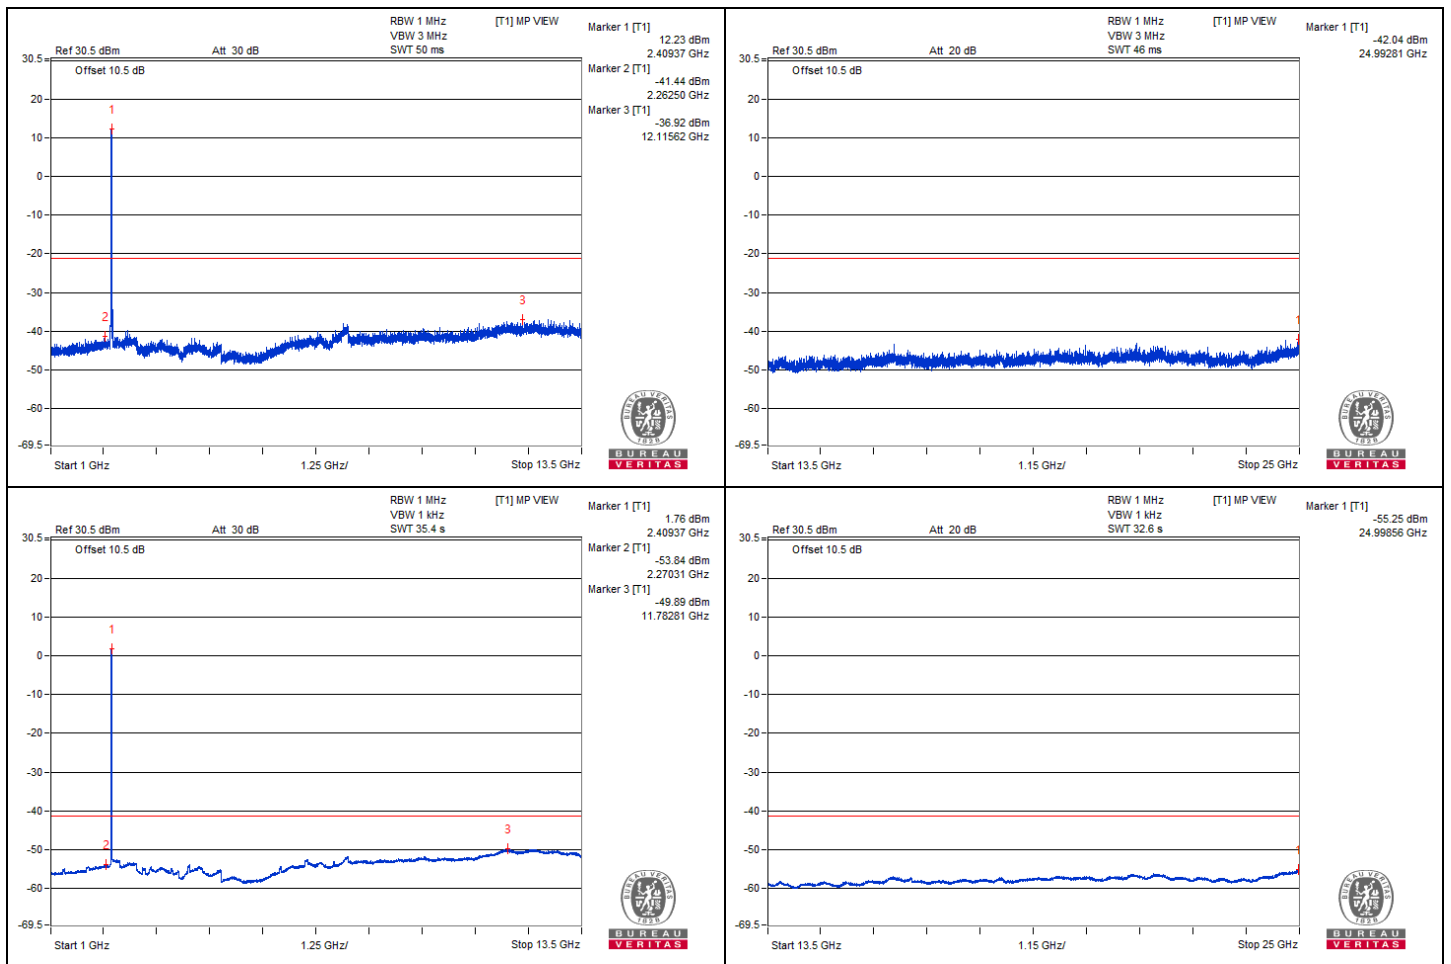 RBW 1 MHz [T1] MP VIEW
VBW 3 MHz
Ref 30.5 dBm Att 30 dB SWT 50 ms
Marker 1 [T1]
12.23 dBm
2.40937 GHz
Marker 2 [T1]
-41.44 dBm
2.26250 GHz
Marker 3 [T1]
-36.92 dBm
12.11562 GHz
30.5
Offset 10.5 dB
20
10
0
-10
-20
-30
-40
-50
-60
-69.5
1
2
3
Start 1 GHz 1.25 GHz/ Stop 13.5 GHz
BUREAU VERITAS
1828
BUREAU
VERITAS
RBW 1 MHz [T1] MP VIEW
VBW 3 MHz
Ref 30.5 dBm Att 20 dB SWT 46 ms
Marker 1 [T1]
-42.04 dBm
24.99281 GHz
30.5
Offset 10.5 dB
20
10
0
-10
-20
-30
-40
-50
-60
-69.5
1
Start 13.5 GHz 1.15 GHz/ Stop 25 GHz
BUREAU VERITAS
1828
BUREAU
VERITAS
RBW 1 MHz [T1] MP VIEW
VBW 1 kHz
Ref 30.5 dBm Att 30 dB SWT 35.4 s
Marker 1 [T1]
1.76 dBm
2.40937 GHz
Marker 2 [T1]
-53.84 dBm
2.27031 GHz
Marker 3 [T1]
-49.89 dBm
11.78281 GHz
30.5
Offset 10.5 dB
20
10
0
-10
-20
-30
-40
-50
-60
-69.5
1
2
3
Start 1 GHz 1.25 GHz/ Stop 13.5 GHz
BUREAU VERITAS
1828
BUREAU
VERITAS
RBW 1 MHz [T1] MP VIEW
VBW 1 kHz
Ref 30.5 dBm Att 20 dB SWT 32.6 s
Marker 1 [T1]
-55.25 dBm
24.99856 GHz
30.5
Offset 10.5 dB
20
10
0
-10
-20
-30
-40
-50
-60
-69.5
1
Start 13.5 GHz 1.15 GHz/ Stop 25 GHz
BUREAU VERITAS
1828
BUREAU
VERITAS